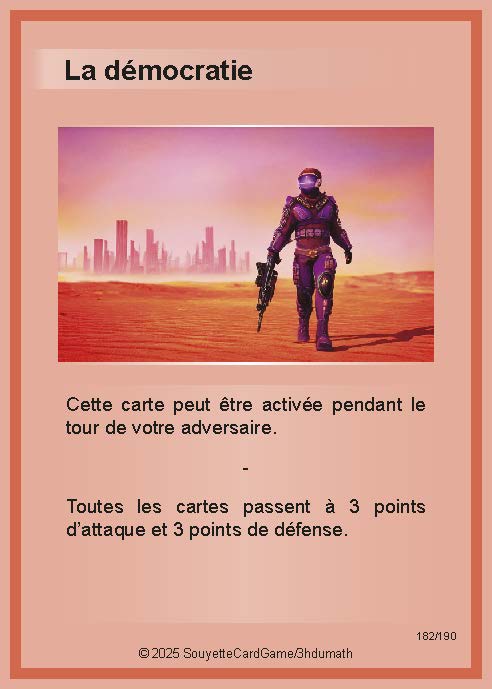 La démocratie
Cette carte peut être activée pendant le
tour de votre adversaire.
-
Toutes les cartes passent à 3 points
d’attaque et 3 points de défense.
182/190
© 2025 SouyetteCardGame/3hdumath